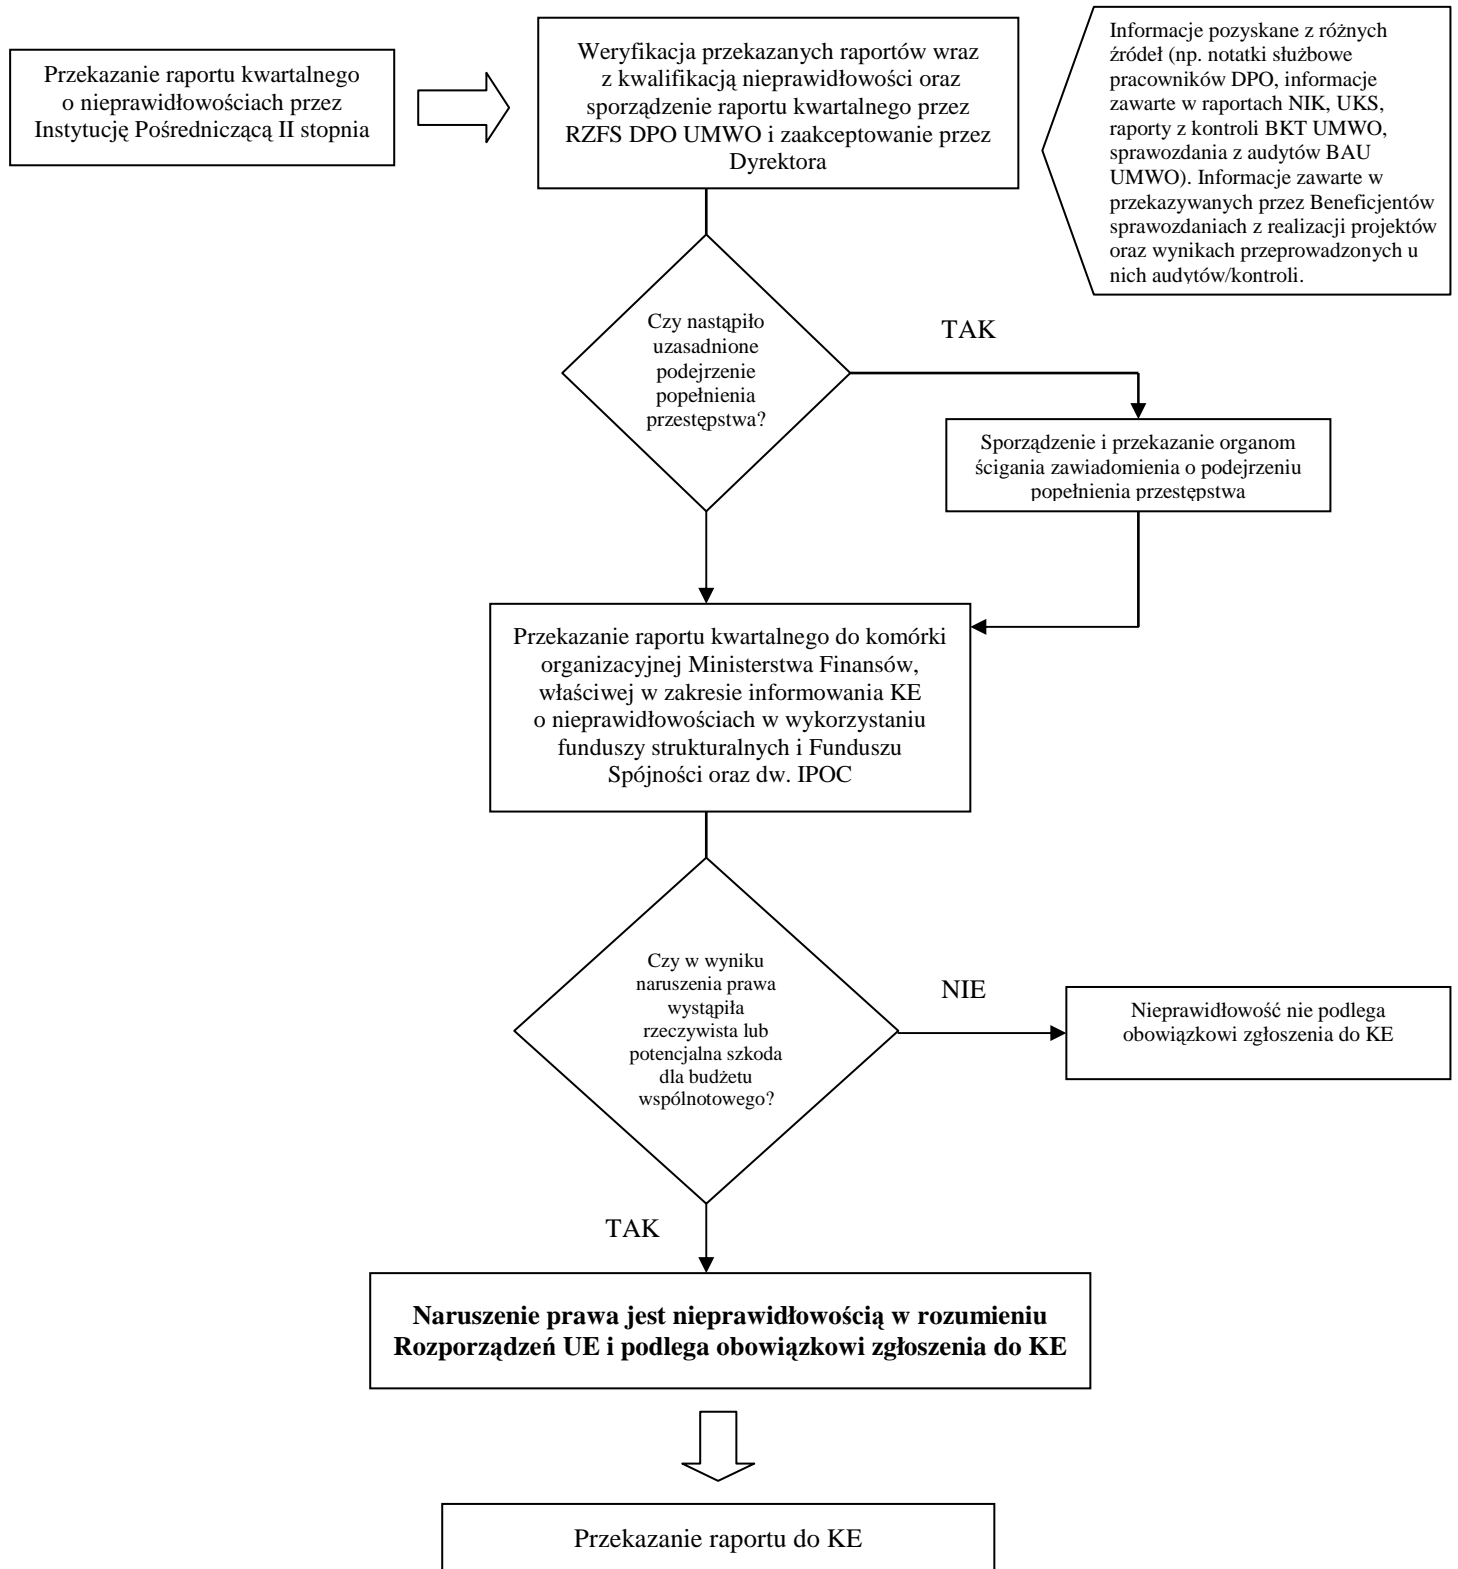 Przekazanie raportu kwartalnego
o nieprawidłowościach przez
Instytucję Pośredniczącą II stopnia
Weryfikacja przekazanych raportów wraz
z kwalifikacją nieprawidłowości oraz
sporządzenie raportu kwartalnego przez
RZFS DPO UMWO i zaakceptowanie przez
Dyrektora
Informacje pozyskane z różnych
źródeł (np. notatki służbowe
pracowników DPO, informacje
zawarte w raportach NIK, UKS,
raporty z kontroli BKT UMWO,
sprawozdania z audytów BAU
UMWO). Informacje zawarte w
przekazywanych przez Beneficjentów
sprawozdaniach z realizacji projektów
oraz wynikach przeprowadzonych u
nich audytów/kontroli.
Czy nastąpiło
uzasadnione
podejrzenie
popełnienia
przestępstwa?
TAK
Sporządzenie i przekazanie organom
ścigania zawiadomienia o podejrzeniu
popełnienia przestępstwa
Przekazanie raportu kwartalnego do komórki
organizacyjnej Ministerstwa Finansów,
właściwej w zakresie informowania KE
o nieprawidłowościach w wykorzystaniu
funduszy strukturalnych i Funduszu
Spójności oraz dw. IPOC
Czy w wyniku
naruszenia prawa
wystąpiła
rzeczywista lub
potencjalna szkoda
dla budżetu
wspólnotowego?
NIE
Nieprawidłowość nie podlega
obowiązkowi zgłoszenia do KE
TAK
Naruszenie prawa jest nieprawidłowością w rozumieniu
Rozporządzeń UE i podlega obowiązkowi zgłoszenia do KE
Przekazanie raportu do KE